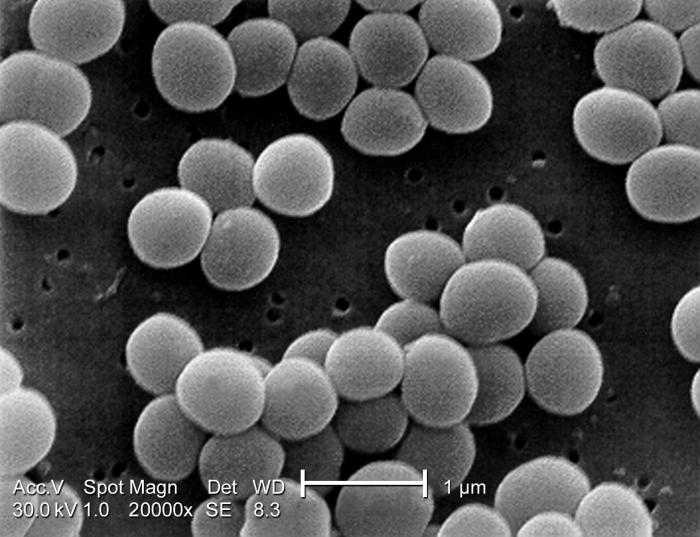 Acc.V Spot Magn Det WD 1 µm
30.0 kV 1.0 20000x SE 8.3